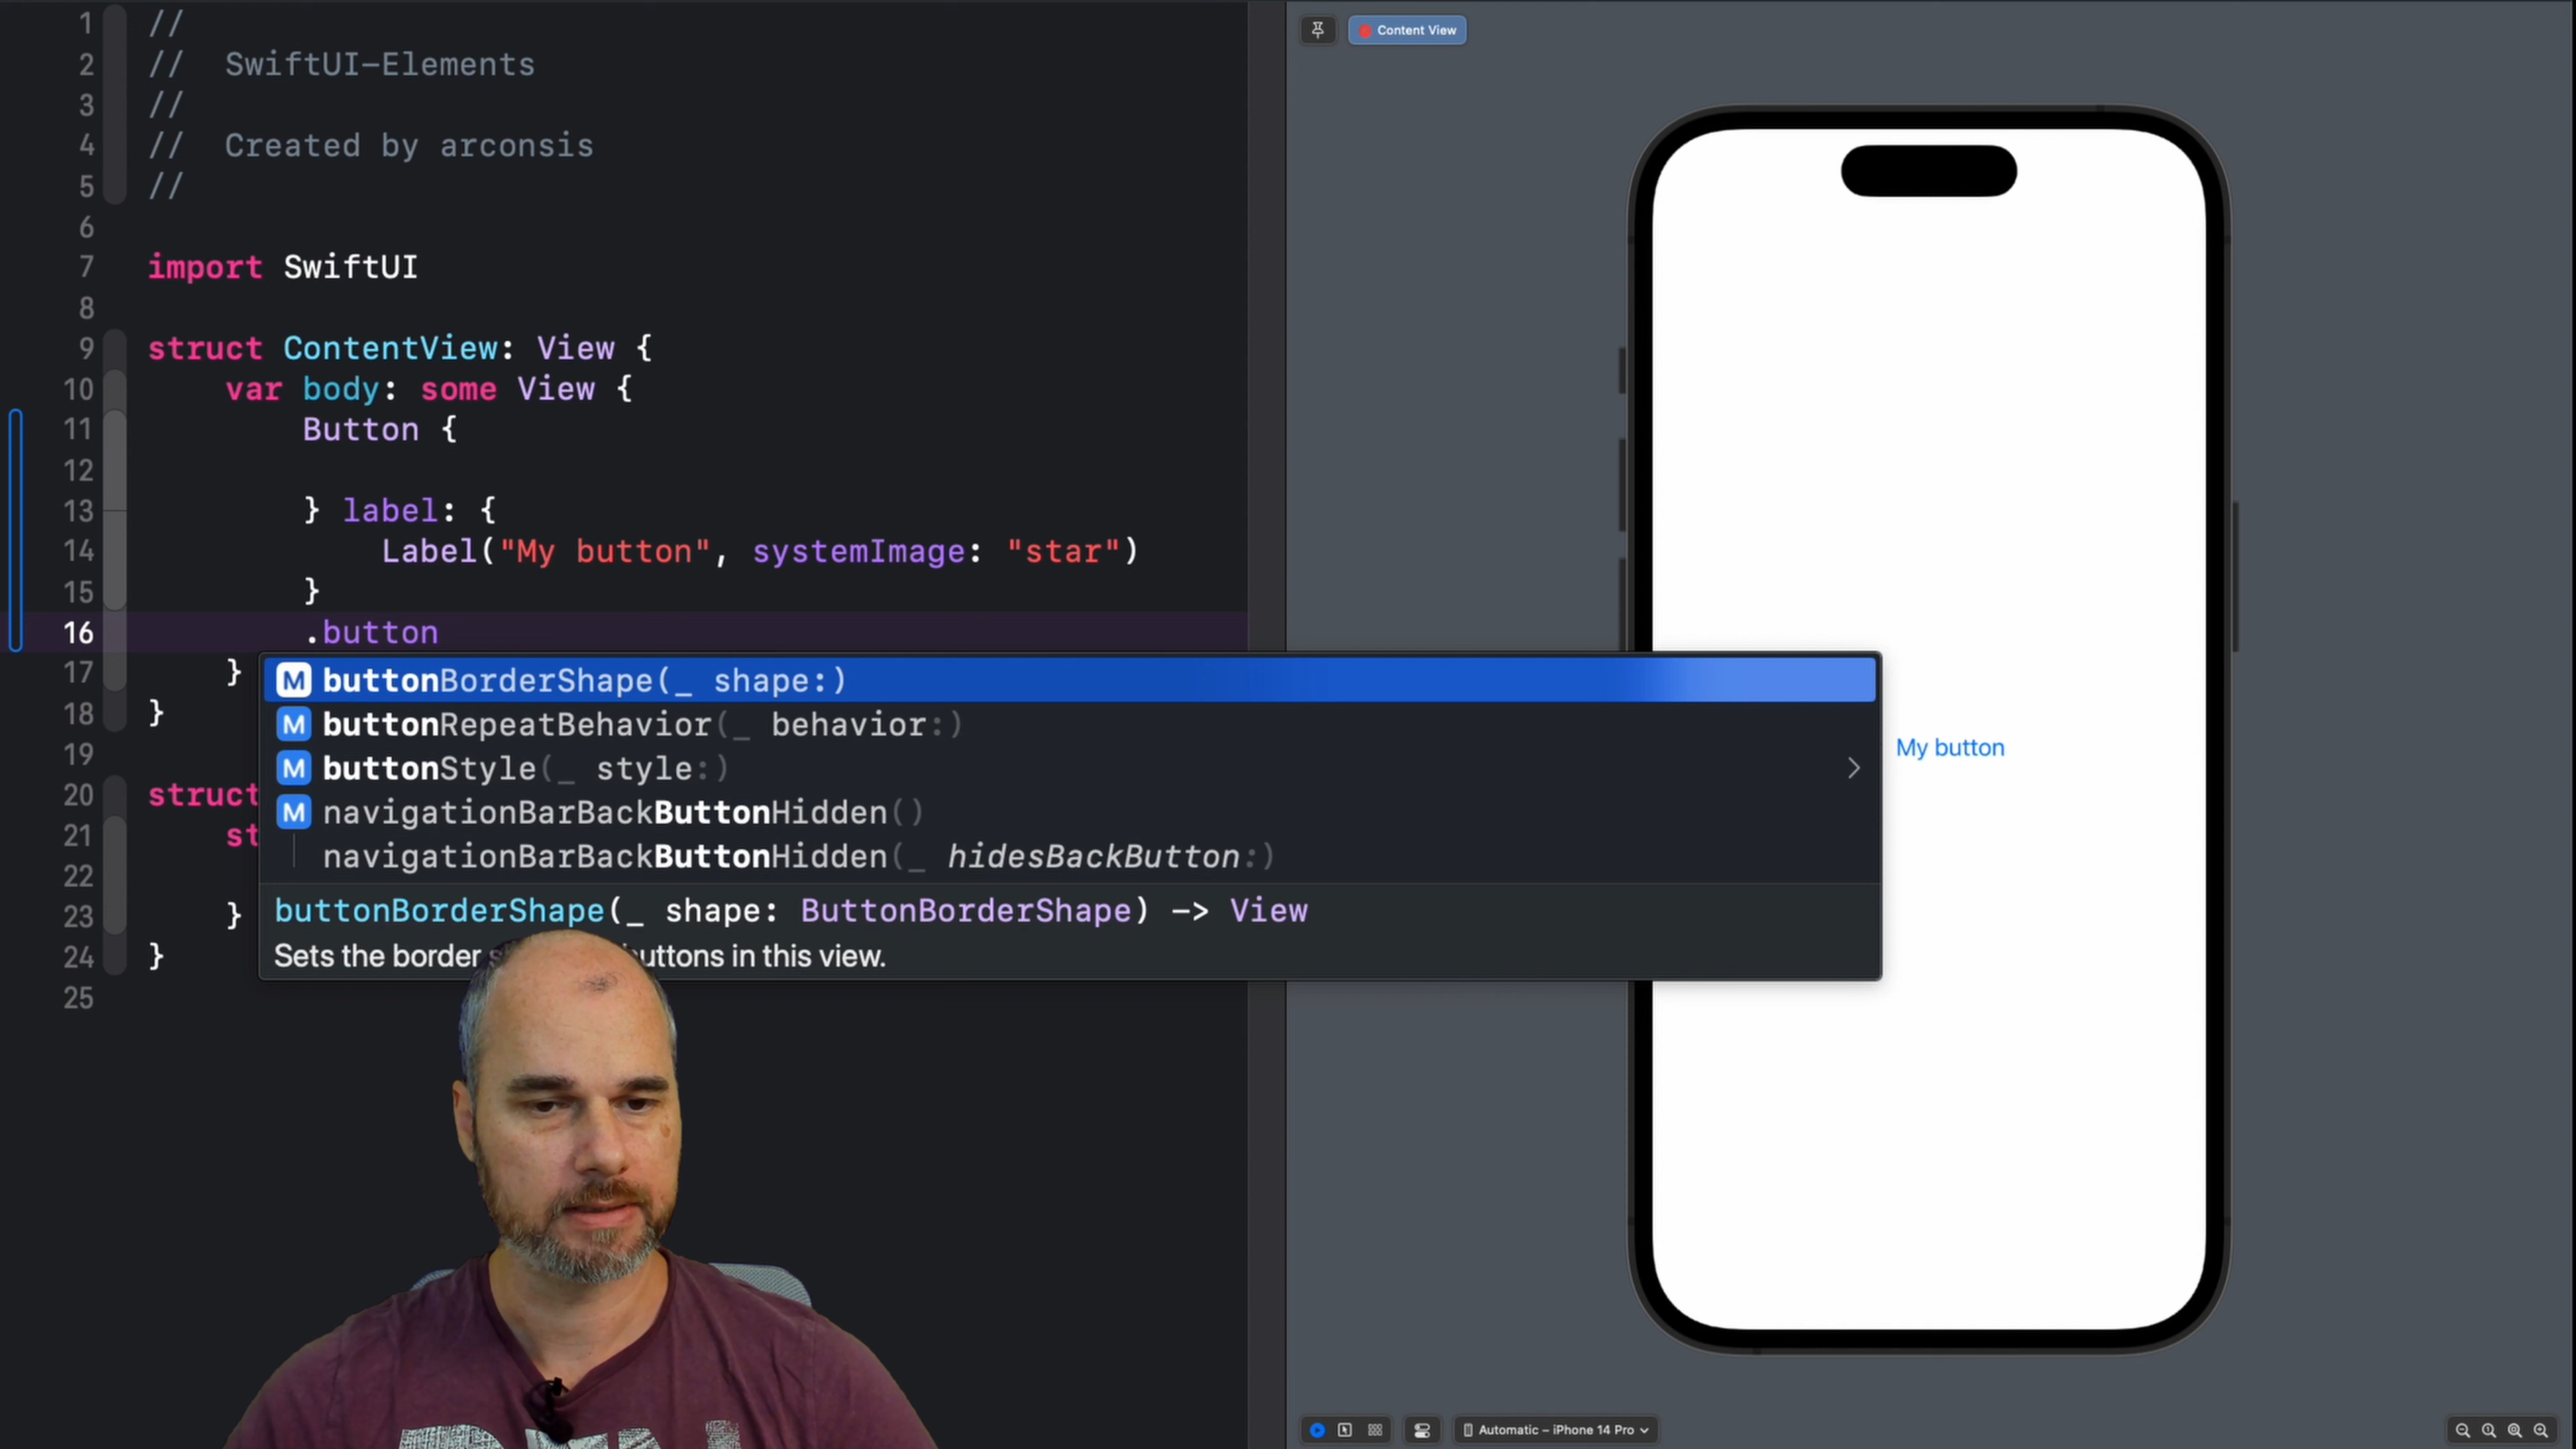 1 //
2 // SwiftUI-Elements
3 //
4 // Created by arconsis
5 //
6
7 import SwiftUI
8
9 struct ContentView: View {
10 var body: some View {
11 Button {
12
13 } label: {
14 Label("My button", systemImage: "star")
15 }
16 .button
17 }
18 }
19
20 struct
21 st
22
23 }
24 }
25
M buttonBorderShape(_ shape:)
M buttonRepeatBehavior(_ behavior:)
M buttonStyle(_ style:)
M navigationBarBackButtonHidden()
navigationBarBackButtonHidden(_ hidesBackButton:)
buttonBorderShape(_ shape: ButtonBorderShape) -> View
Sets the border uttons in this view.
Content View
My button
Automatic – iPhone 14 Pro